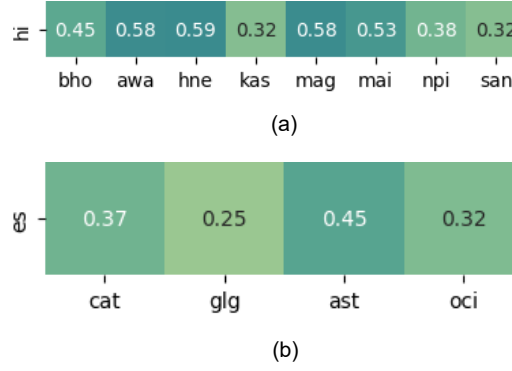 hi 0.45 0.58 0.59 0.32 0.58 0.53 0.38 0.32
bho awa hne kas mag mai npi san
(a)
es 0.37 0.25 0.45 0.32
cat glg ast oci
(b)